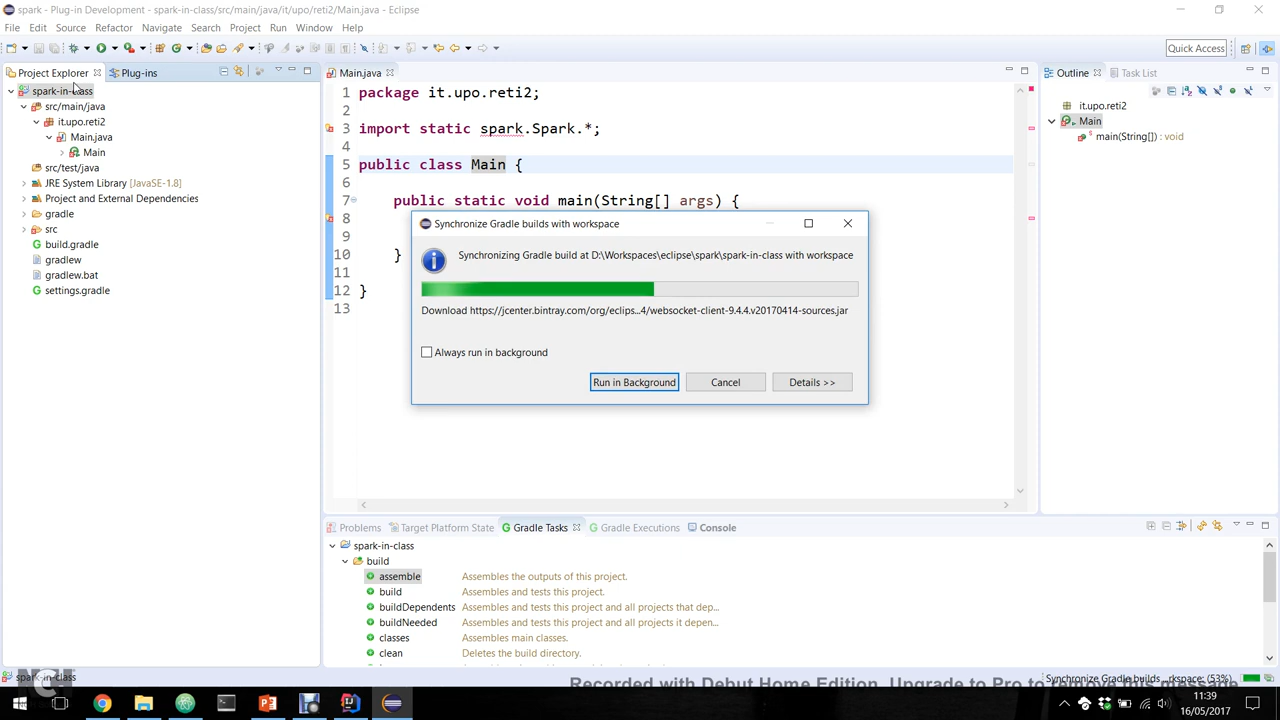 spark - Plug-in Development - spark-in-class/src/main/java/it/upo/reti2/Main.java - Eclipse
File Edit Source Refactor Navigate Search Project Run Window Help
Quick Access
Project Explorer Plug-ins
spark-in-class
src/main/java
it.upo.reti2
Main.java
Main
src/test/java
JRE System Library [JavaSE-1.8]
Project and External Dependencies
gradle
src
build.gradle
gradlew
gradlew.bat
settings.gradle
Main.java
1 package it.upo.reti2;
2
3 import static spark.Spark.*;
4
5 public class Main {
6
7 public static void main(String[] args) {
8
9
10 }
11
12 }
13
Synchronize Gradle builds with workspace
Synchronizing Gradle build at D:\Workspaces\eclipse\spark\spark-in-class with workspace
Download https://jcenter.bintray.com/org/eclips...4/websocket-client-9.4.4.v20170414-sources.jar
Always run in background
Run in Background Cancel Details >>
Outline Task List
it.upo.reti2
Main
main(String[]) : void
Problems Target Platform State Gradle Tasks Gradle Executions Console
spark-in-class
build
assemble Assembles the outputs of this project.
build Assembles and tests this project.
buildDependents Assembles and tests this project and all projects that dep...
buildNeeded Assembles and tests this project and all projects it depen...
classes Assembles main classes.
clean Deletes the build directory.
spark-in-class
NCH
Synchronize Gradle builds ...rkspace: (53%)
Recorded with Debut Home Edition. Upgrade to Pro to
11:39
16/05/2017